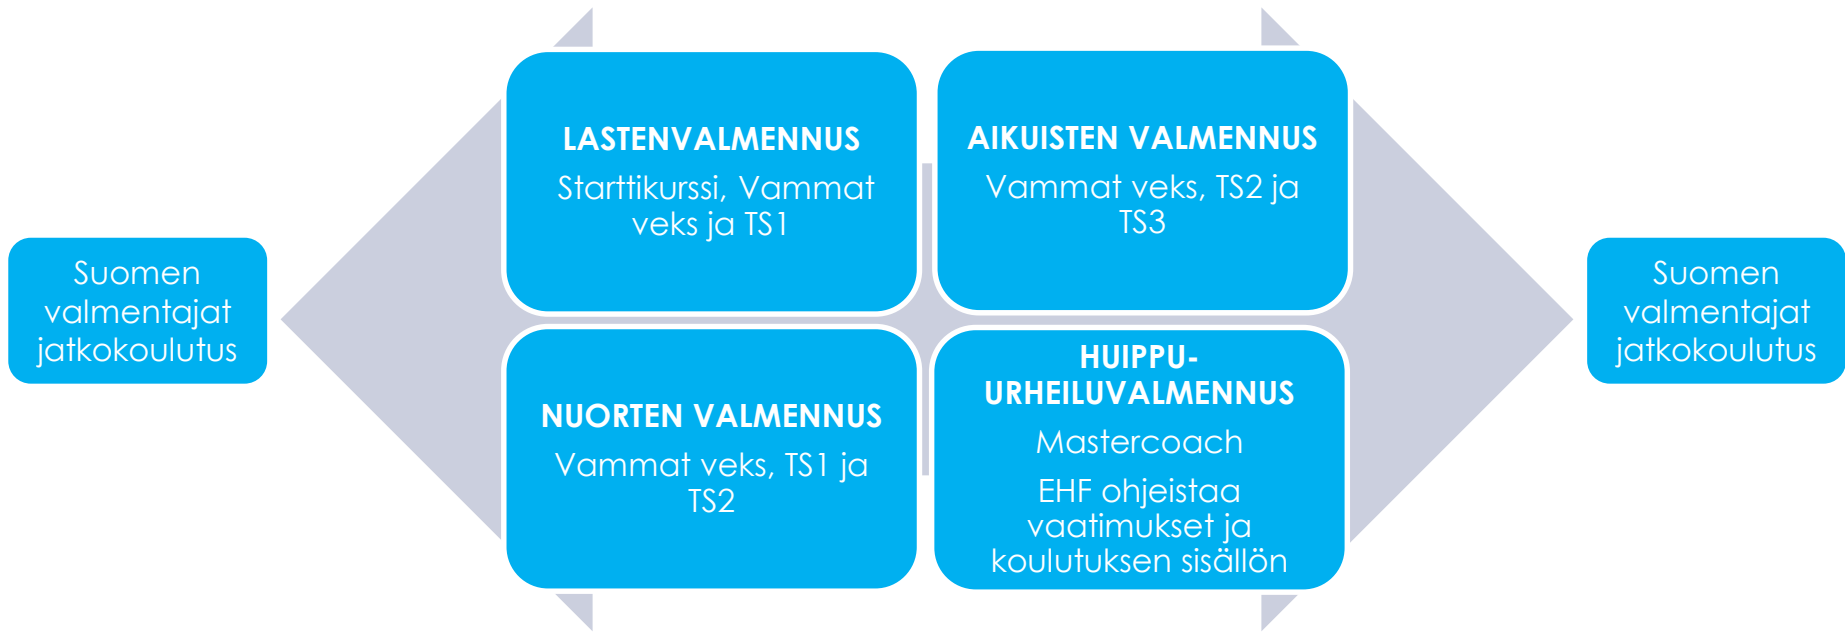 Suomen
valmentajat
jatkokoulutus
LASTENVALMENNUS
Starttikurssi, Vammat
veks ja TS1
AIKUISTEN VALMENNUS
Vammat veks, TS2 ja
TS3
NUORTEN VALMENNUS
Vammat veks, TS1 ja
TS2
HUIPPU-
URHEILUVALMENNUS
Mastercoach
EHF ohjeistaa
vaatimukset ja
koulutuksen sisällön
Suomen
valmentajat
jatkokoulutus